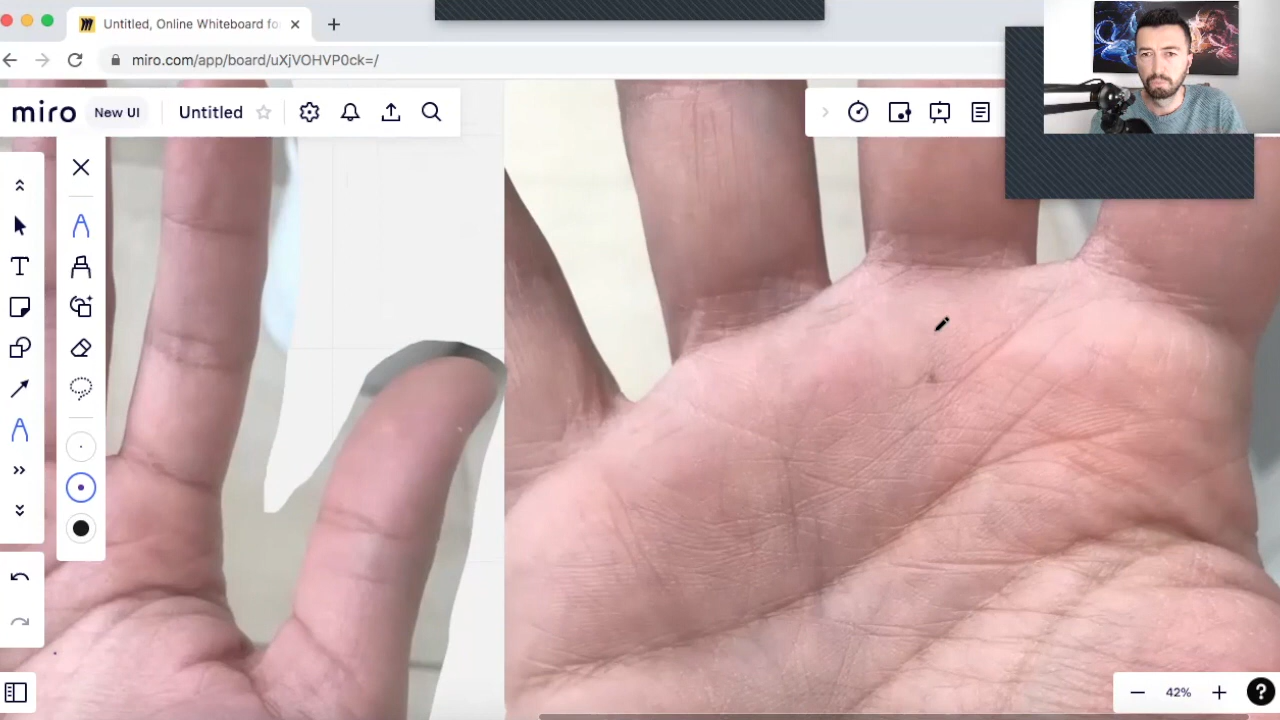 Untitled, Online Whiteboard fo
miro.com/app/board/uXjVOHVP0ck=/
miro
New UI
Untitled
42%